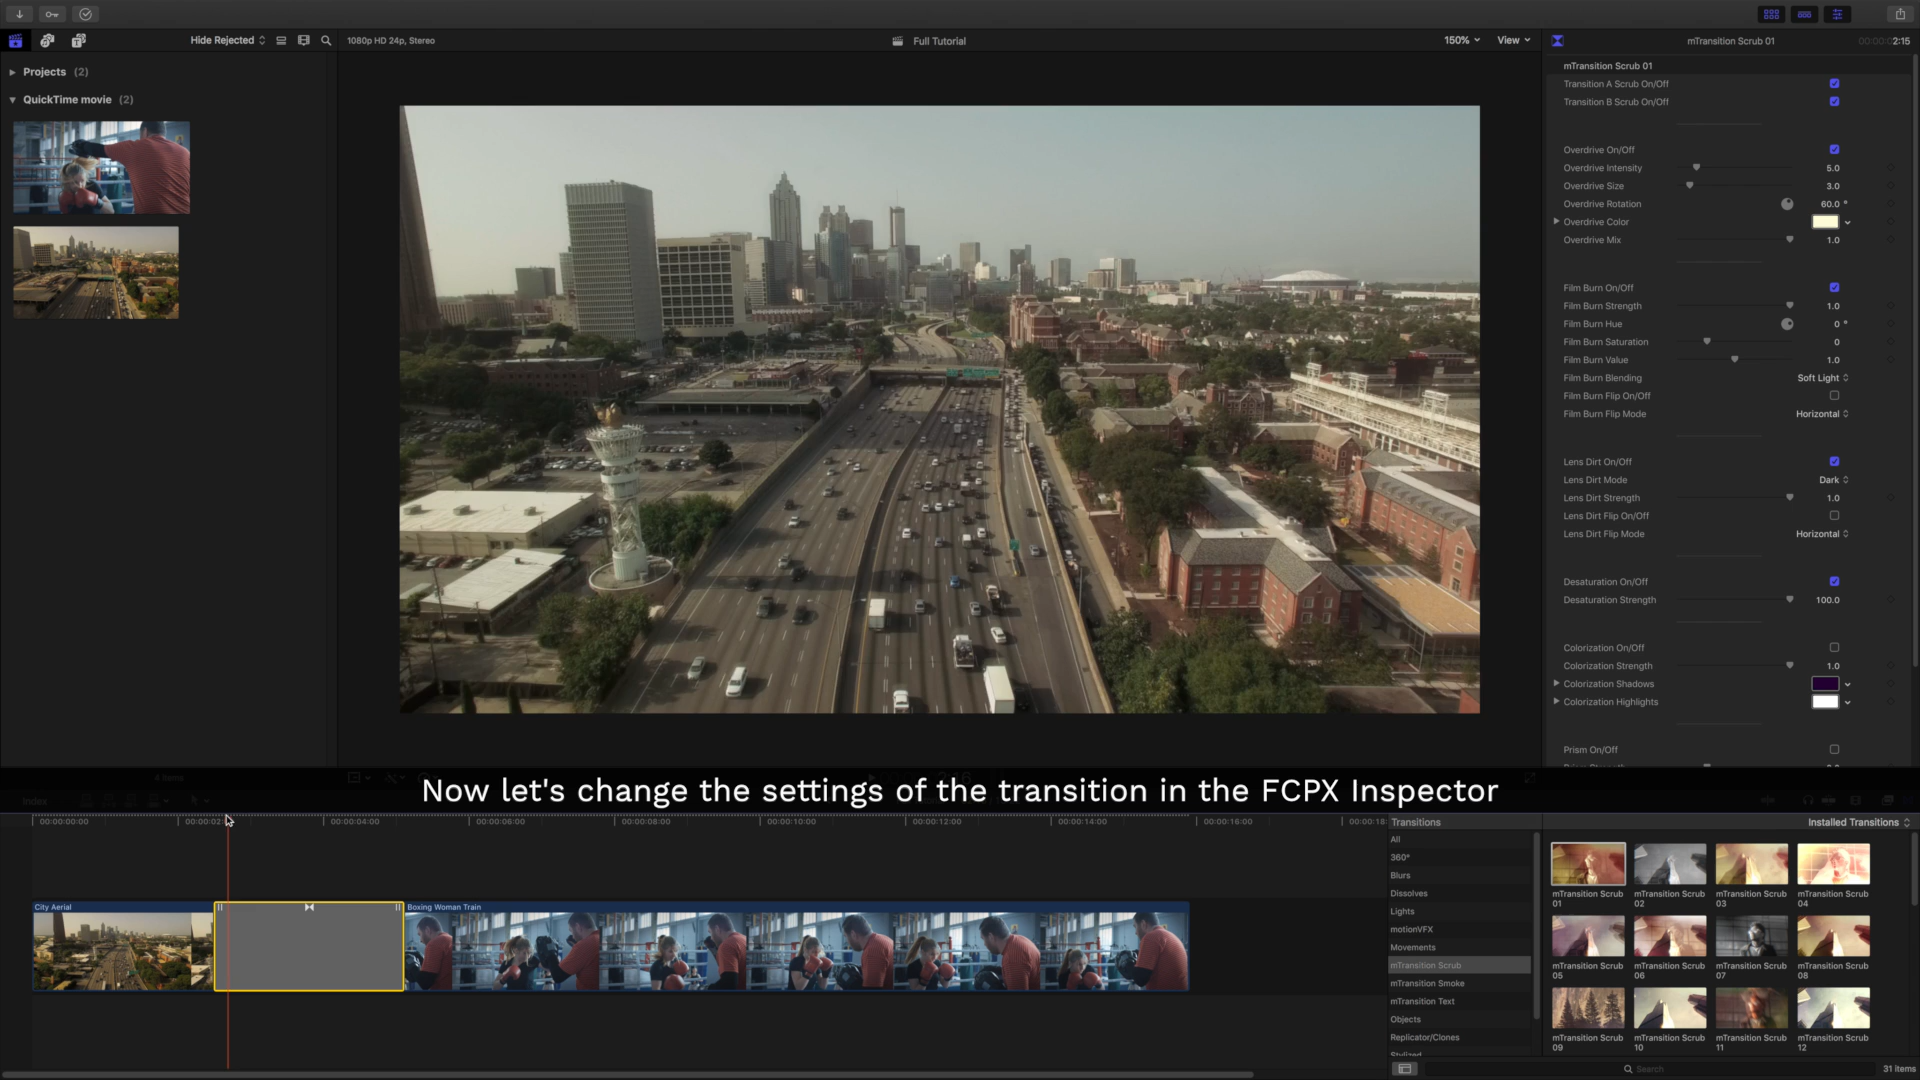 Hide Rejected
1080p HD 24p, Stereo
Full Tutorial
150%
View
mTransition Scrub 01
2:15
Projects (2)
QuickTime movie (2)
mTransition Scrub 01
Transition A Scrub On/Off
Transition B Scrub On/Off
Overdrive On/Off
Overdrive Intensity 5.0
Overdrive Size 3.0
Overdrive Rotation 60.0 °
Overdrive Color
Overdrive Mix 1.0
Film Burn On/Off
Film Burn Strength 1.0
Film Burn Hue 0 °
Film Burn Saturation 0
Film Burn Value 1.0
Film Burn Blending Soft Light
Film Burn Flip On/Off
Film Burn Flip Mode Horizontal
Lens Dirt On/Off
Lens Dirt Mode Dark
Lens Dirt Strength 1.0
Lens Dirt Flip On/Off
Lens Dirt Flip Mode Horizontal
Desaturation On/Off
Desaturation Strength 100.0
Colorization On/Off
Colorization Strength 1.0
Colorization Shadows
Colorization Highlights
Prism On/Off
Now let's change the settings of the transition in the FCPX Inspector
Index
00:00:00:00
00:00:04:00
00:00:06:00
00:00:08:00
00:00:10:00
00:00:12:00
00:00:14:00
00:00:16:00
00:00:18:
City Aerial
Boxing Woman Train
Transitions
All
360°
Blurs
Dissolves
Lights
motionVFX
Movements
mTransition Scrub
mTransition Smoke
mTransition Text
Objects
Replicator/Clones
Stylized
Installed Transitions
mTransition Scrub 01
mTransition Scrub 02
mTransition Scrub 03
mTransition Scrub 04
mTransition Scrub 05
mTransition Scrub 06
mTransition Scrub 07
mTransition Scrub 08
mTransition Scrub 09
mTransition Scrub 10
mTransition Scrub 11
mTransition Scrub 12
Search
31 items